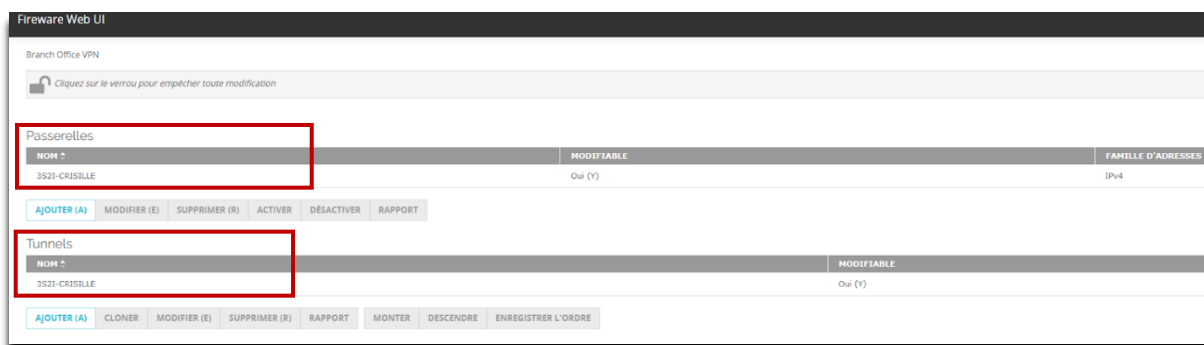 Fireware Web UI
Branch Office VPN
Cliquez sur le verrou pour empêcher toute modification
Passerelles
NOM MODIFIABLE FAMILLE D'ADRESSES
3S2I-CRISILLE Oui (Y) IPv4
AJOUTER (A) MODIFIER (E) SUPPRIMER (R) ACTIVER DÉSACTIVER RAPPORT
Tunnels
NOM MODIFIABLE
3S2I-CRISILLE Oui (Y)
AJOUTER (A) CLONER MODIFIER (E) SUPPRIMER (R) RAPPORT MONTER DESCENDRE ENREGISTRER L'ORDRE